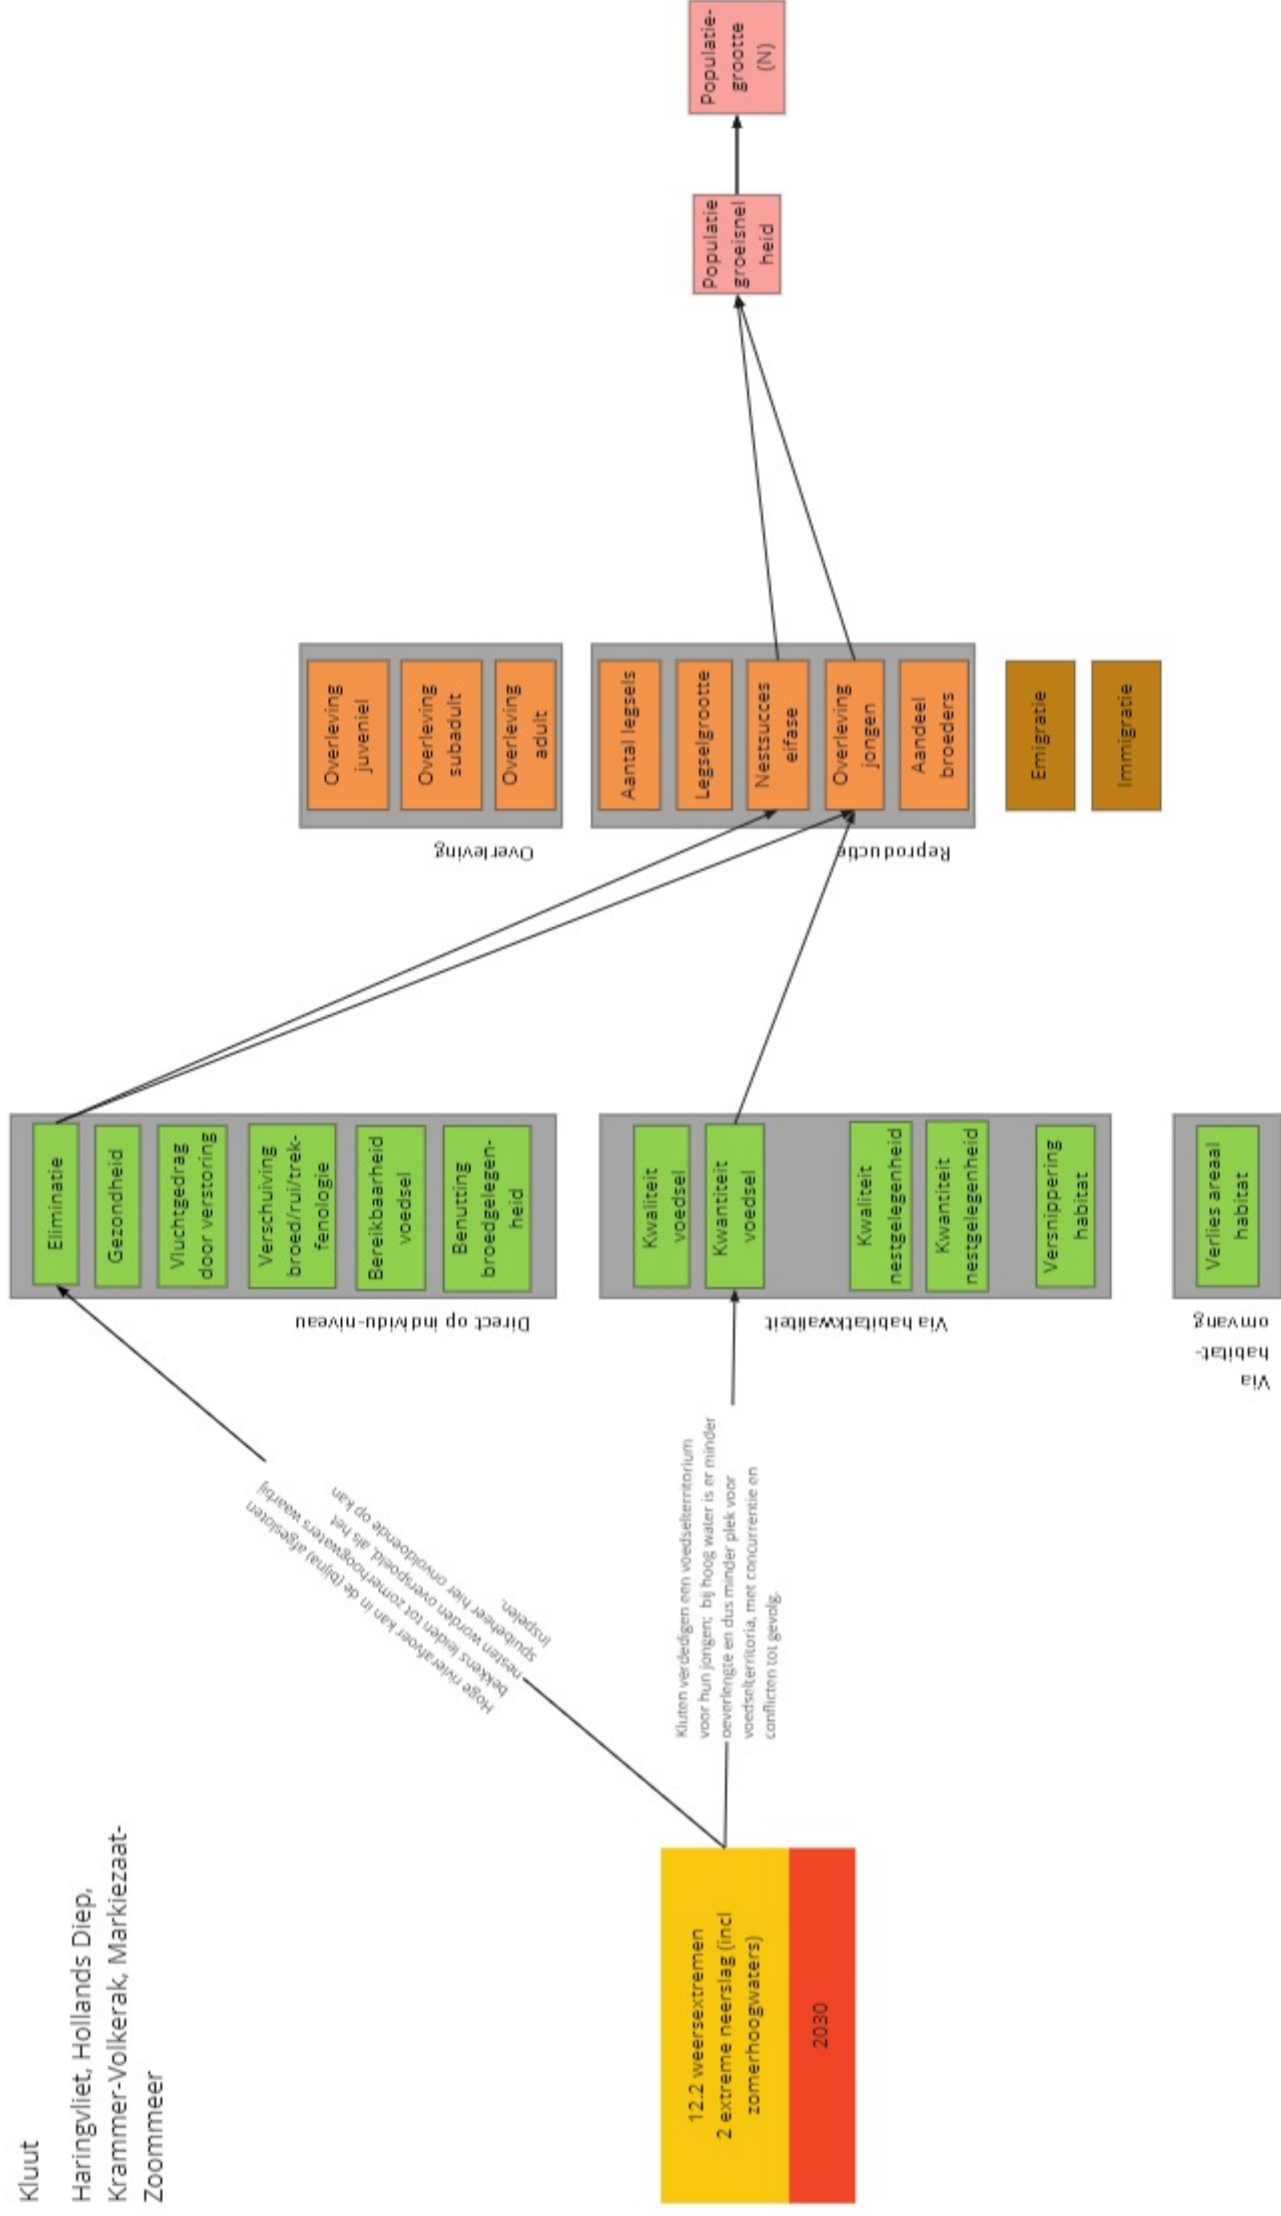 Kluut
Haringvliet, Hollands Diep,
Krammer-Volkerak, Markiezaat-
Zoommeer
12.2 weersextremen
2 extreme neerslag (incl
zomerhoogwaters)
2030
Hoge rivierafvoer kan in de (bijna) afgesloten
bekkens leiden tot zomerhoogwaters waarbij
nesten worden overspoeld, als het
spuibeheer hier onvoldoende op kan
inspelen.
Kluten verdedigen een voedselterritorium
voor hun jongen; bij hoog water is er minder
oeverlengte en dus minder plek voor
voedselterritoria, met concurrentie en
conflicten tot gevolg.
Direct op individu-niveau
Eliminatie
Gezondheid
Vluchtgedrag
door verstoring
Verschuiving
broed/rui/trek-
fenologie
Bereikbaarheid
voedsel
Benutting
broedgelegen-
heid
Via habitatkwaliteit
Kwaliteit
voedsel
Kwantiteit
voedsel
Kwaliteit
nestgelegenheid
Kwantiteit
nestgelegenheid
Versnippering
habitat
Via
habitat-
omvang
Verlies areaal
habitat
Overleving
Overleving
juveniel
Overleving
subadult
Overleving
adult
Reproductie
Aantal legsels
Legselgrootte
Nestsucces
eifase
Overleving
jongen
Aandeel
broeders
Emigratie
Immigratie
Populatie
groeisnel
heid
Populatie-
grootte
(N)